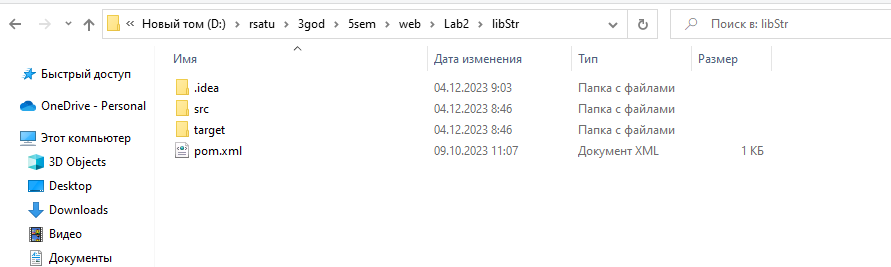 « Новый том (D:) › rsatu › 3god › 5sem › web › Lab2 › libStr
Поиск в: libStr
Имя Дата изменения Тип Размер
Быстрый доступ
OneDrive - Personal
Этот компьютер
3D Objects
Desktop
Downloads
Видео
Документы
.idea 04.12.2023 9:03 Папка с файлами
src 04.12.2023 8:46 Папка с файлами
target 04.12.2023 8:46 Папка с файлами
pom.xml 09.10.2023 11:07 Документ XML 1 КБ